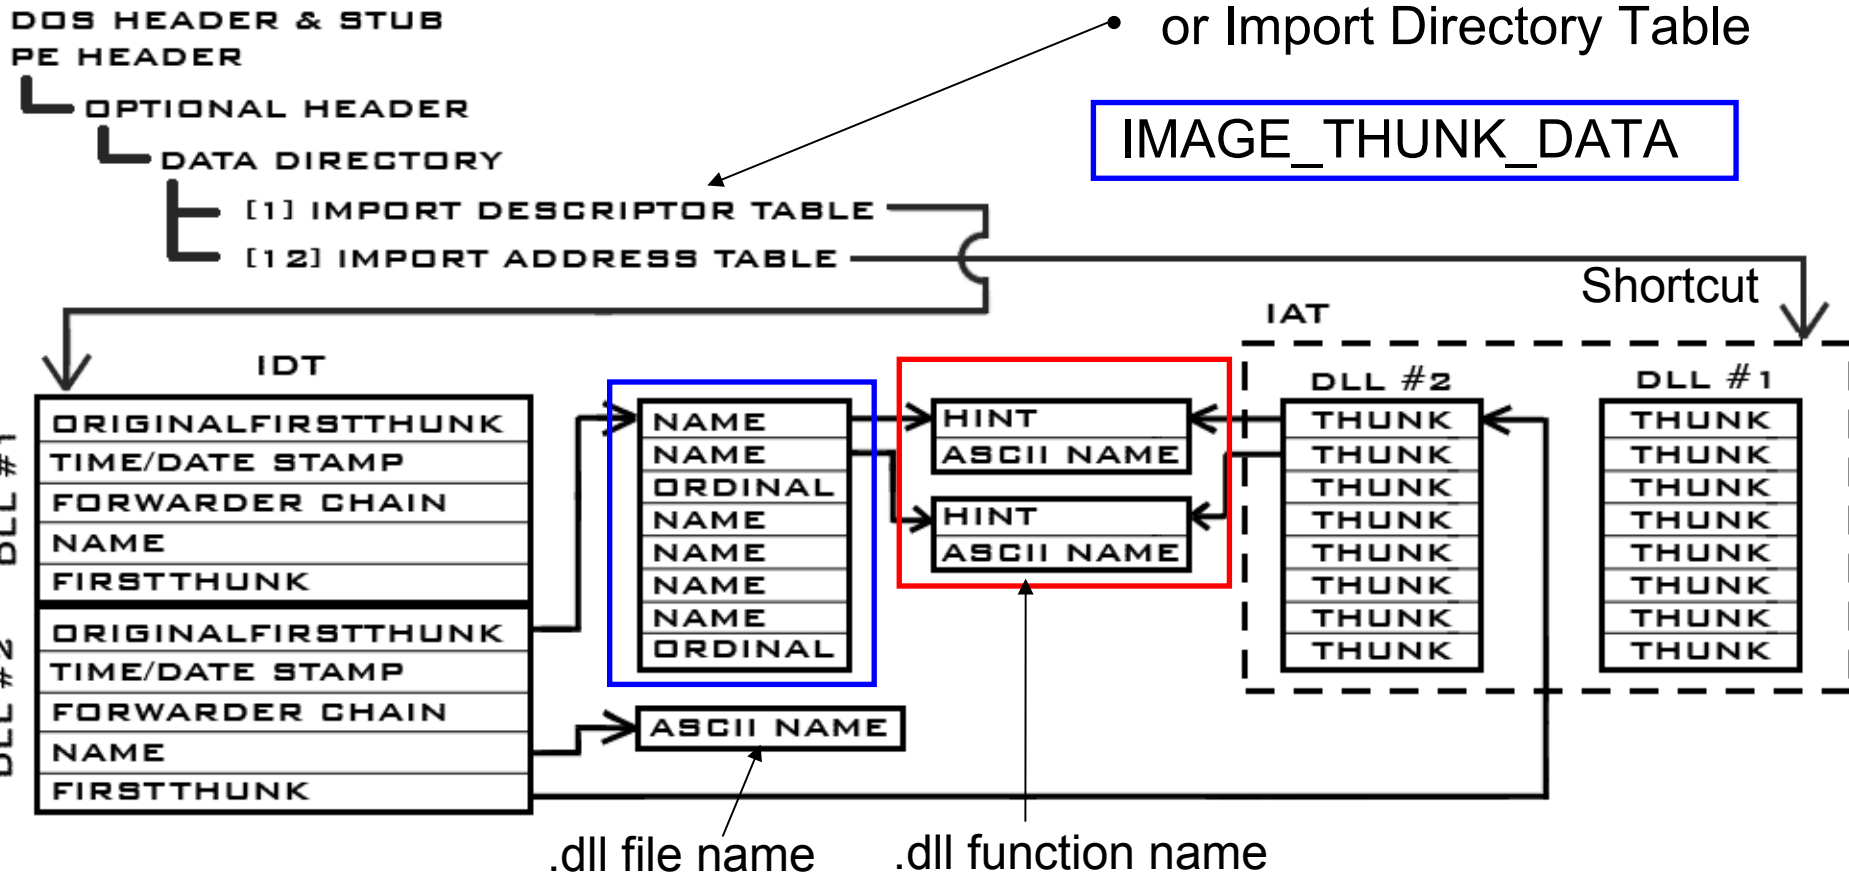 DOS HEADER & STUB
PE HEADER
OPTIONAL HEADER
DATA DIRECTORY
[1] IMPORT DESCRIPTOR TABLE
[12] IMPORT ADDRESS TABLE
• or Import Directory Table
IMAGE_THUNK_DATA
Shortcut
IDT
DLL #1
ORIGINALFIRSTTHUNK
TIME/DATE STAMP
FORWARDER CHAIN
NAME
FIRSTTHUNK
DLL #2
ORIGINALFIRSTTHUNK
TIME/DATE STAMP
FORWARDER CHAIN
NAME
FIRSTTHUNK
NAME
NAME
ORDINAL
NAME
NAME
NAME
NAME
ORDINAL
ASCII NAME
.dll file name
HINT
ASCII NAME
HINT
ASCII NAME
.dll function name
IAT
DLL #2
THUNK
THUNK
THUNK
THUNK
THUNK
THUNK
THUNK
THUNK
DLL #1
THUNK
THUNK
THUNK
THUNK
THUNK
THUNK
THUNK
THUNK